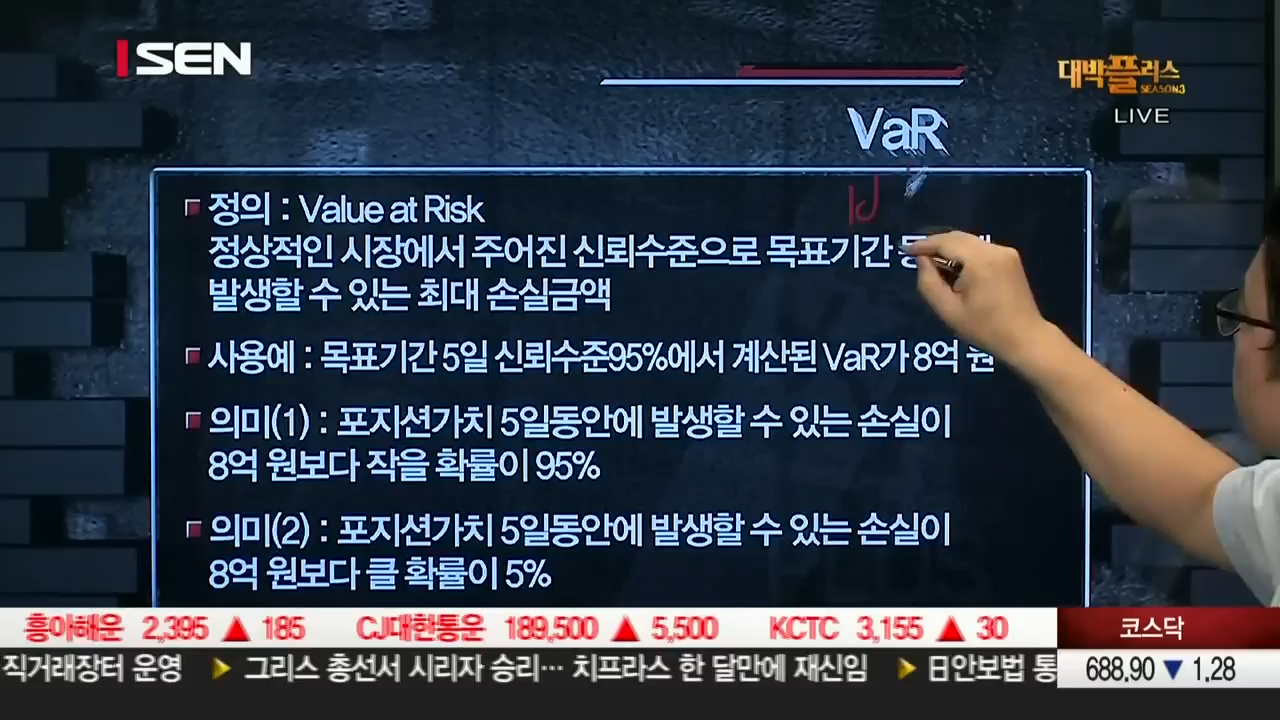 SEN
대박플러스
SEASON.3
LIVE
VaR
정의 : Value at Risk
정상적인 시장에서 주어진 신뢰수준으로 목표기간
발생할 수 있는 최대 손실금액
사용예 : 목표기간 5일 신뢰수준95%에서 계산된 VaR가 8억 원
의미(1) : 포지션가치 5일동안에 발생할 수 있는 손실이
8억 원보다 작을 확률이 95%
의미(2) : 포지션가치 5일동안에 발생할 수 있는 손실이
8억 원보다 클 확률이 5%
흥아해운 2,395 ▲ 185 CJ대한통운 189,500 ▲ 5,500 KCTC 3,155 ▲ 30
코스닥
직거래장터 운영 ▶ 그리스 총선서 시리자 승리… 치프라스 한 달만에 재신임 ▶ 日안보법 통
688.90 ▼ 1.28